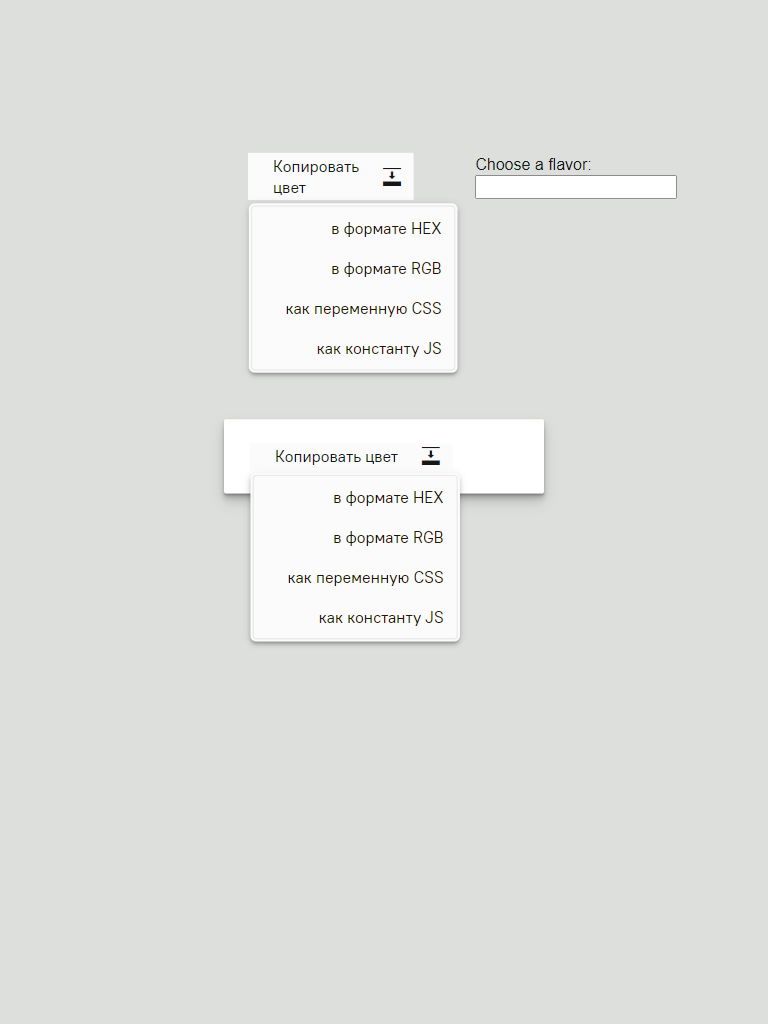 Копировать
цвет
Choose a flavor:
в формате HEX
в формате RGB
как переменную CSS
как константу JS
Копировать цвет
в формате HEX
в формате RGB
как переменную CSS
как константу JS